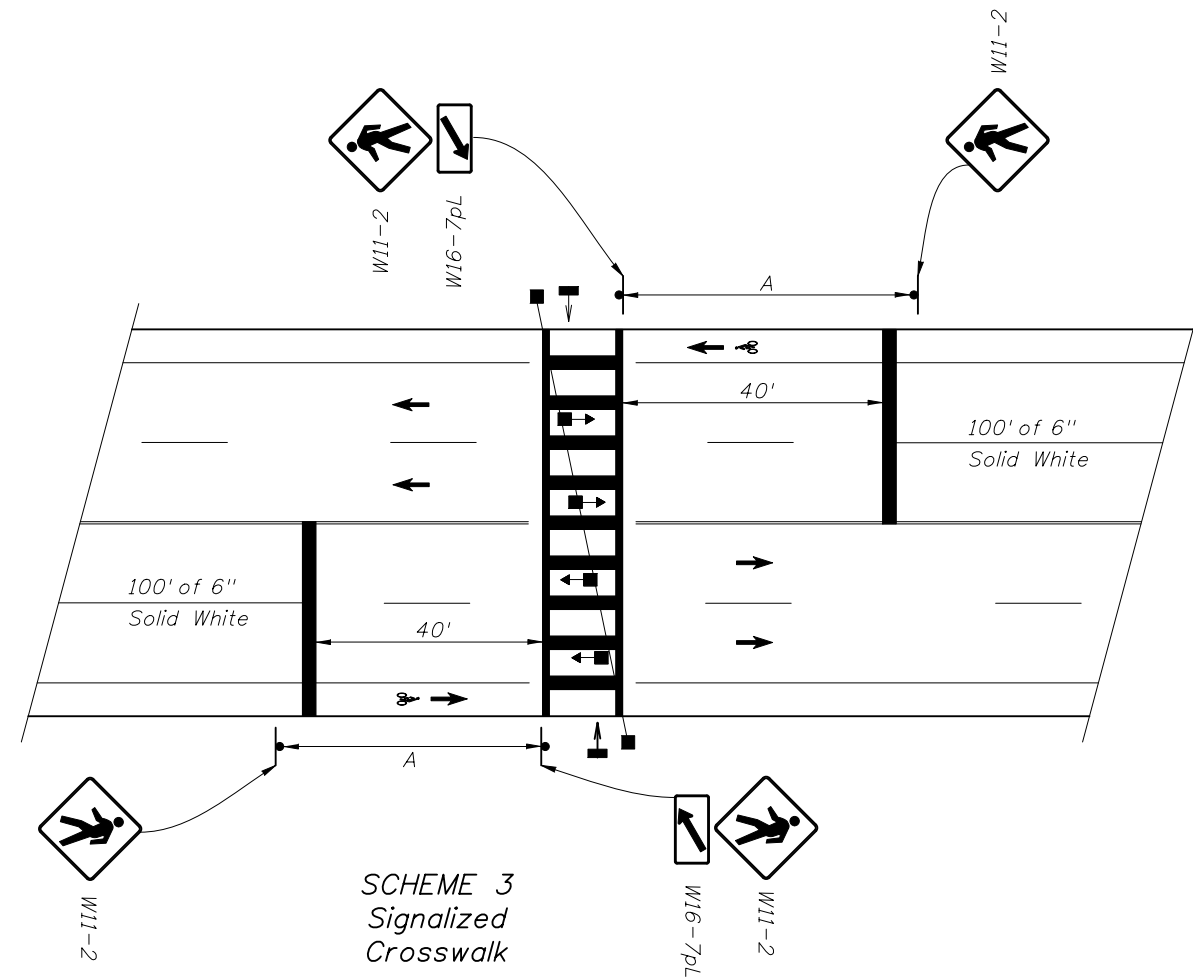 W11-2
W11-2
W16-7pL
A
40'
100' of 6"
Solid White
100' of 6"
Solid White
40'
A
W11-2
W16-7pL
W11-2
SCHEME 3
Signalized
Crosswalk